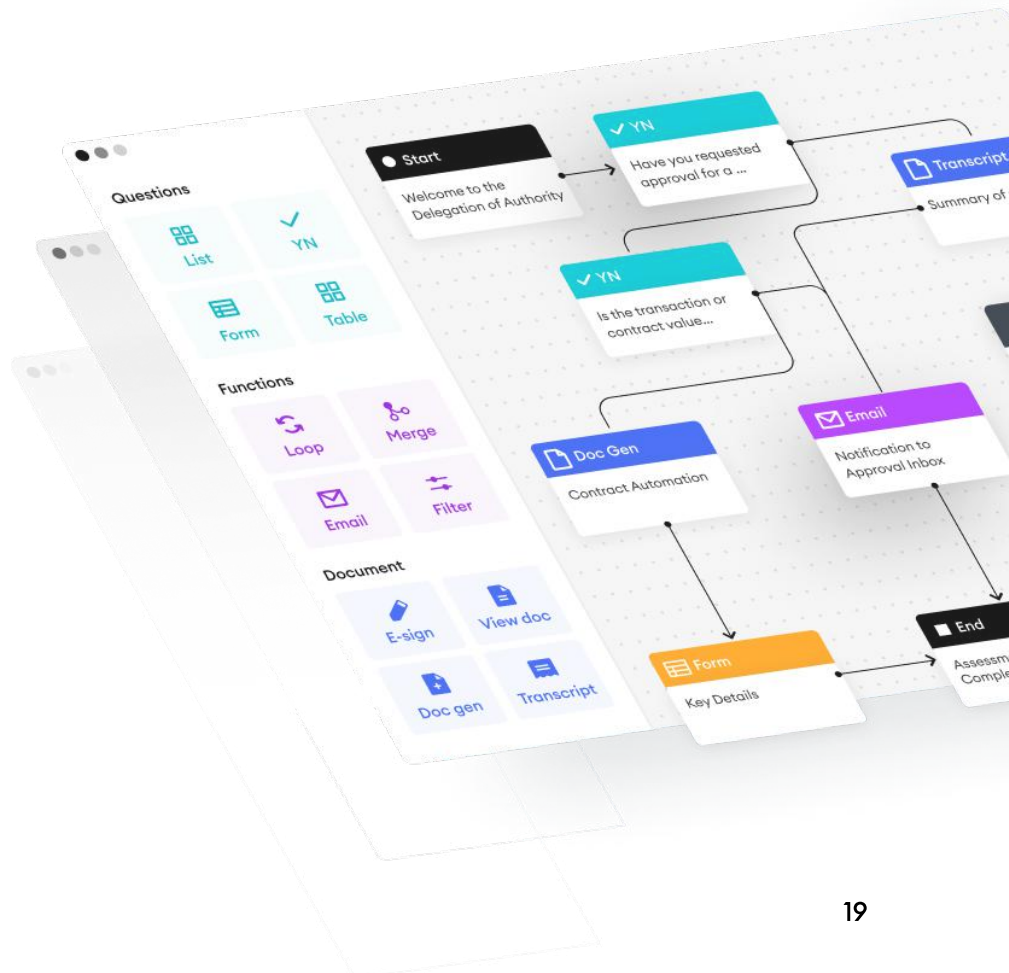 Questions
List
YN
Form
Table
Functions
Loop
Merge
Email
Filter
Document
E-sign
View doc
Doc gen
Transcript
Start
Welcome to the
Delegation of Authority
YN
Have you requested
approval for a ...
Transcript
Summary of
YN
Is the transaction or
contract value...
Doc Gen
Contract Automation
Email
Notification to
Approval Inbox
Form
Key Details
End
19